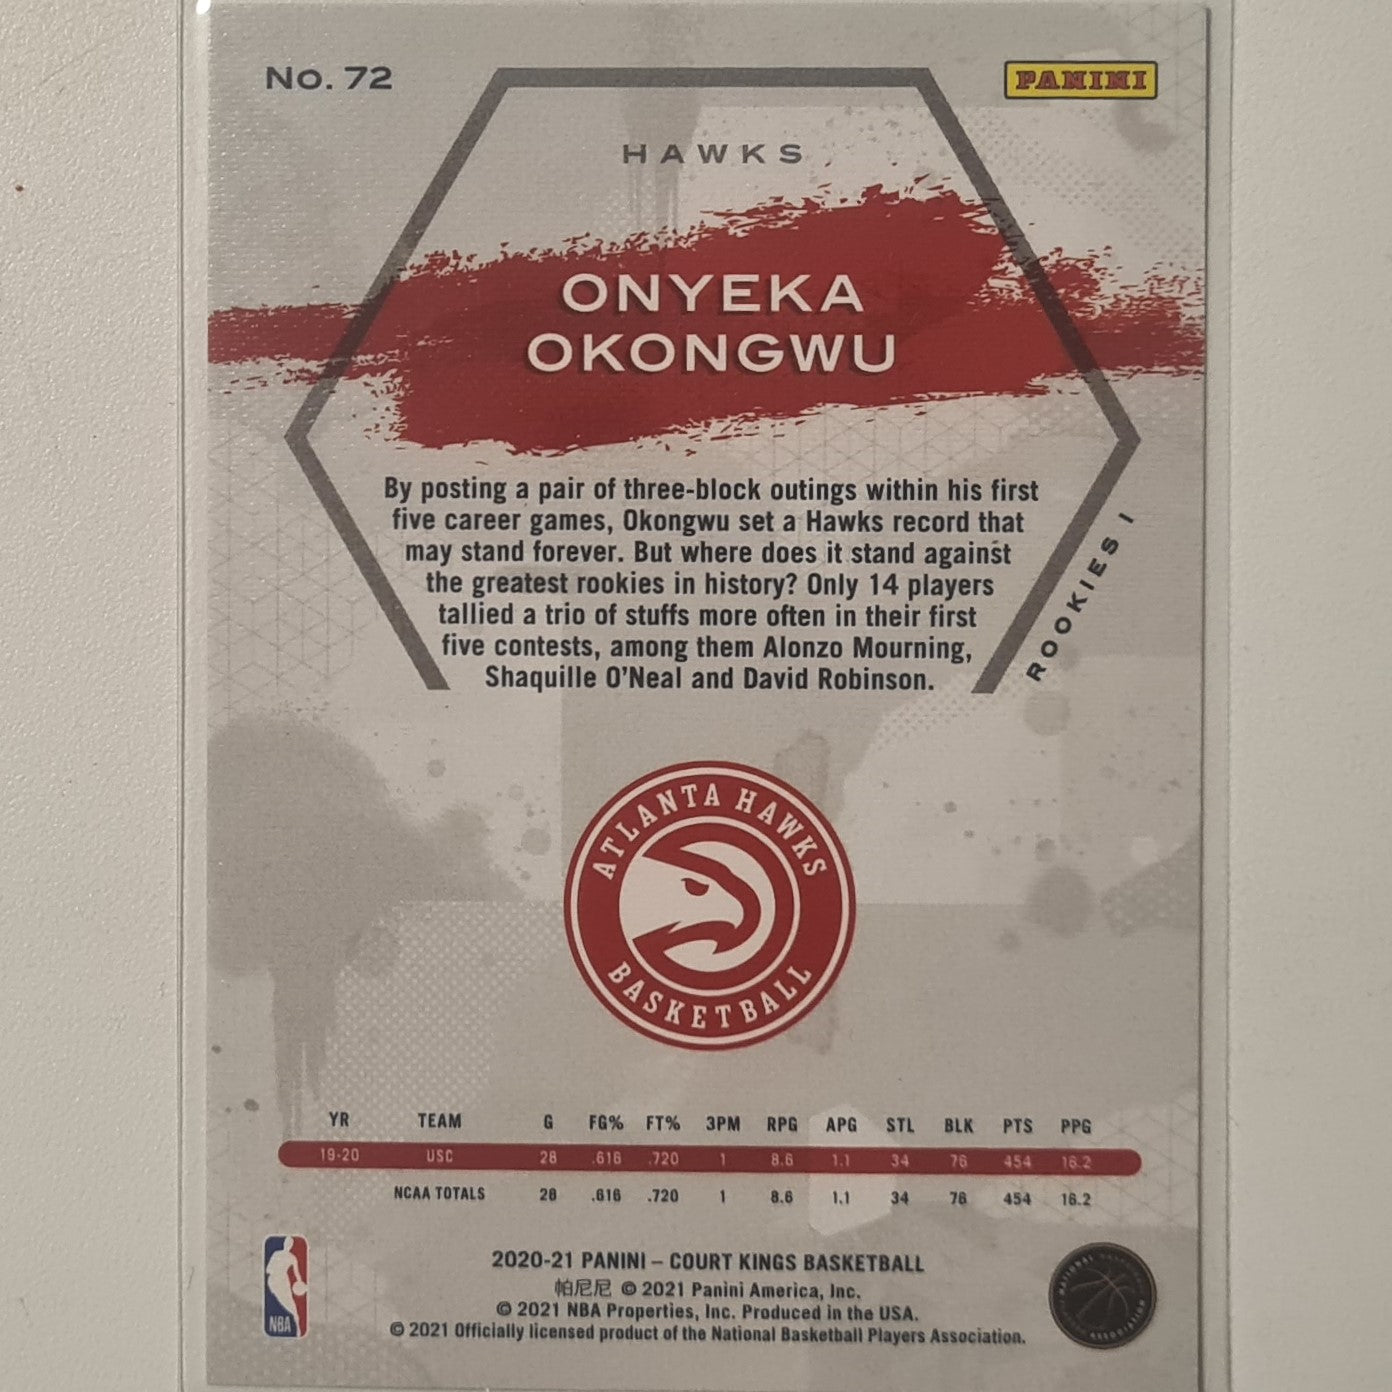 No. 72
PANINI
HAWKS
ONYEKA
OKONGWU
By posting a pair of three-block outings within his first
five career games, Okongwu set a Hawks record that
may stand forever. But where does it stand against
the greatest rookies in history? Only 14 players
tallied a trio of stuffs more often in their first
five contests, among them Alonzo Mourning,
Shaquille O'Neal and David Robinson.
ROOKIES I
ATLANTA HAWKS
BASKETBALL
YR TEAM G FG% FT% 3PM RPG APG STL BLK PTS PPG
19-20 USC 28 .616 .720 1 8.6 1.1 34 76 454 16.2
NCAA TOTALS 28 .616 .720 1 8.6 1.1 34 76 454 16.2
NBA
2020-21 PANINI – COURT KINGS BASKETBALL
帕尼尼 © 2021 Panini America, Inc.
© 2021 NBA Properties, Inc. Produced in the USA.
© 2021 Officially licensed product of the National Basketball Players Association.
NATIONAL BASKETBALL PLAYERS ASSOCIATION